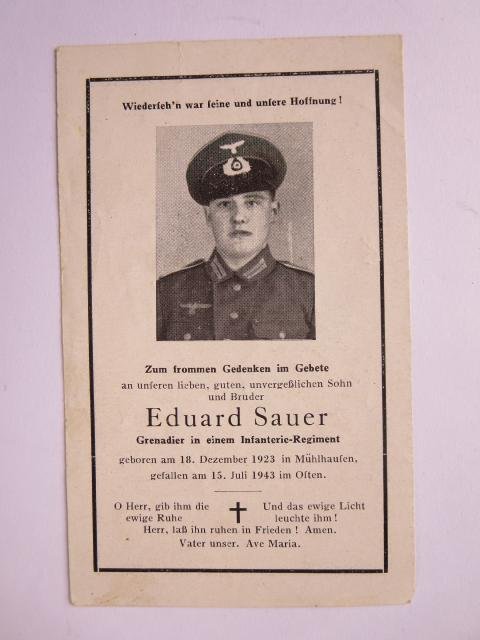 Wiederseh'n war seine und unsre Hoffnung!
Zum frommen Gedenken im Gebete
an unseren lieben, guten, unvergeßlichen Sohn
und Bruder
Eduard Sauer
Grenadier in einem Infanterie-Regiment
geboren am 18. Dezember 1923 in Mühlhausen,
gefallen am 15. Juli 1943 im Osten.
O Herr, gib ihm die
ewige Ruhe
Und das ewige Licht
leuchte ihm!
Herr, laß ihn ruhen in Frieden! Amen.
Vater unser. Ave Maria.